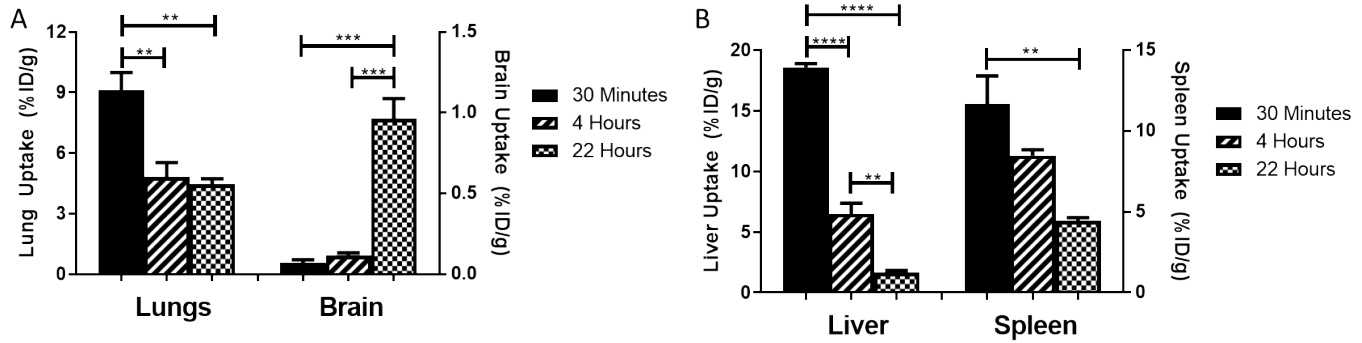 A
Lung Uptake (% ID/g)
12
9
6
3
0
**
**
***
***
1.5
1.0
0.5
0.0
Brain Uptake (% ID/g)
Lungs
Brain
30 Minutes
4 Hours
22 Hours
B
Liver Uptake (% ID/g)
20
15
10
5
0
****
****
**
**
15
10
5
0
Spleen Uptake (% ID/g)
Liver
Spleen
30 Minutes
4 Hours
22 Hours